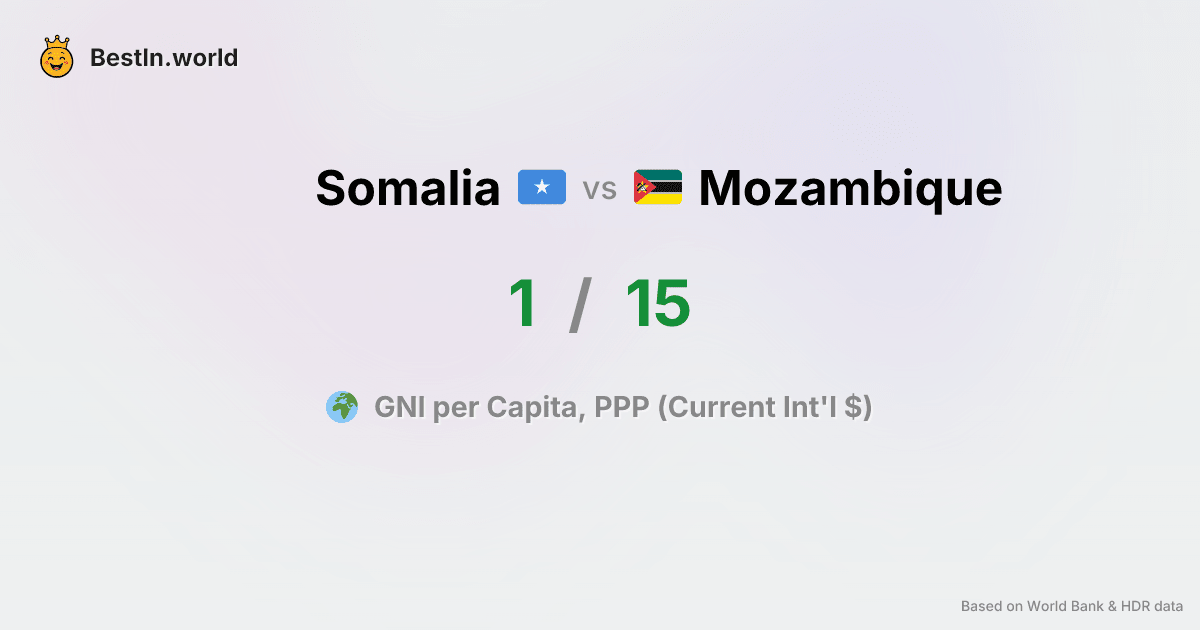 BestIn.world
Somalia vs Mozambique
1 / 15
GNI per Capita, PPP (Current Int'l $)
Based on World Bank & HDR data